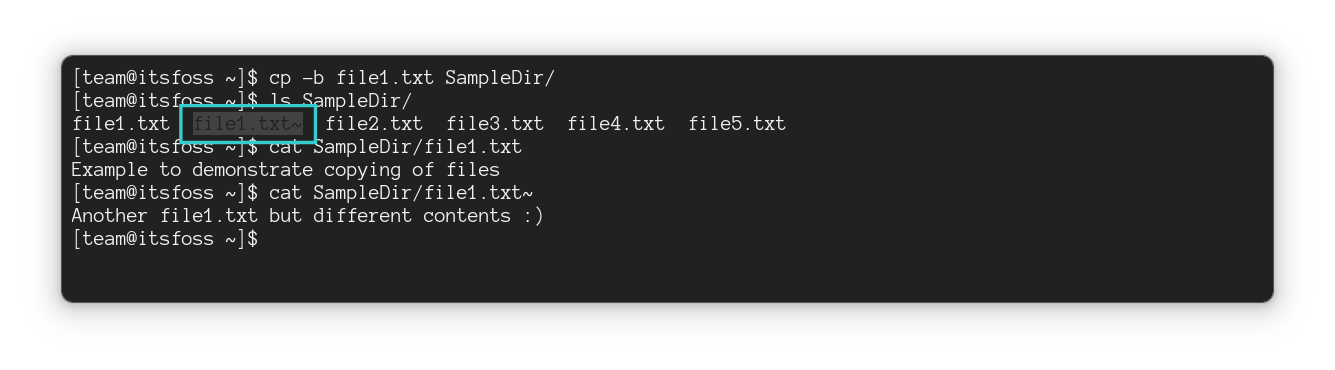 [team@itsfoss ~]$ cp -b file1.txt SampleDir/
[team@itsfoss ~]$ ls SampleDir/
file1.txt  file1.txt~  file2.txt  file3.txt  file4.txt  file5.txt
[team@itsfoss ~]$ cat SampleDir/file1.txt
Example to demonstrate copying of files
[team@itsfoss ~]$ cat SampleDir/file1.txt~
Another file1.txt but different contents :)
[team@itsfoss ~]$